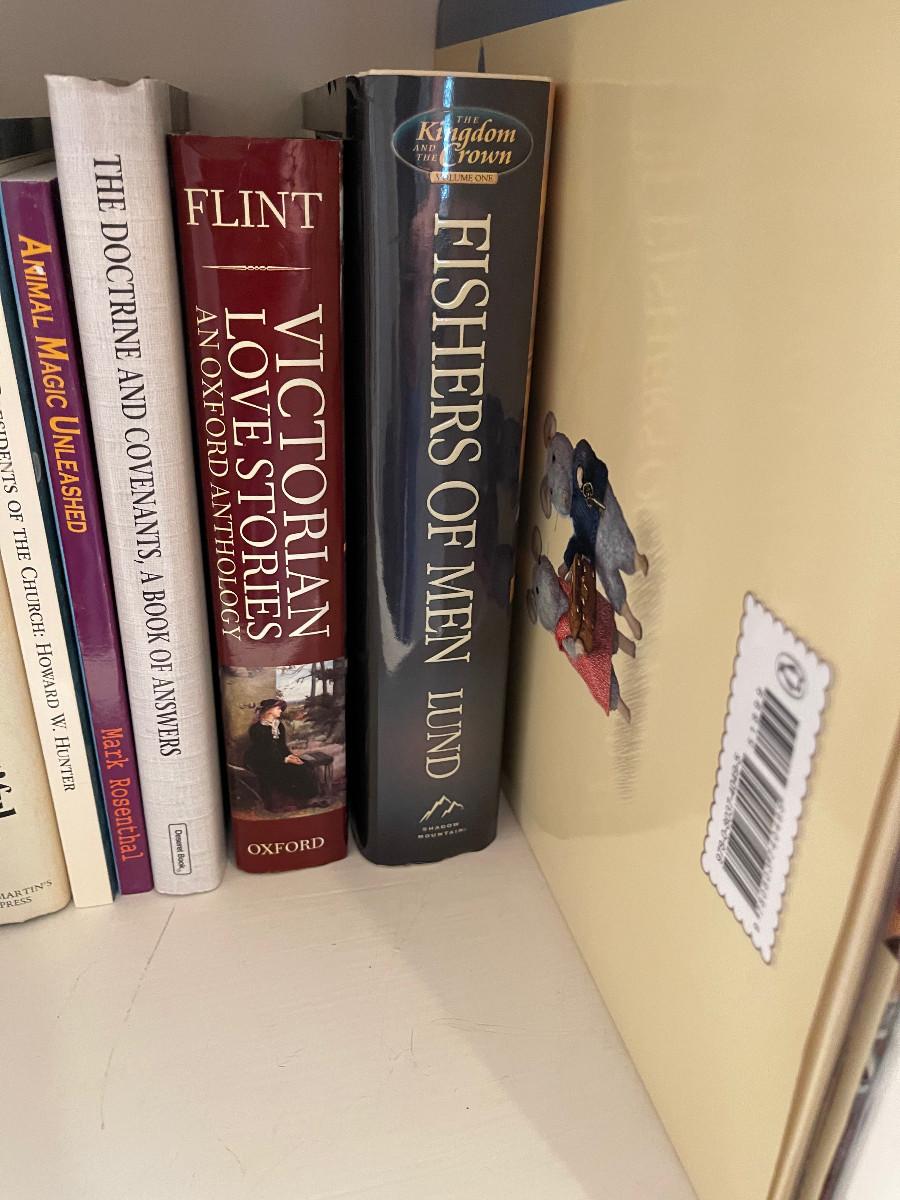 MARTIN'S
PRESS
OF THE CHURCH: HOWARD W. HUNTER
ANIMAL MAGIC UNLEASHED
Mark Rosenthal
THE DOCTRINE AND COVENANTS, A BOOK OF ANSWERS
Deseret Book
FLINT
VICTORIAN
LOVE STORIES
AN OXFORD ANTHOLOGY
OXFORD
THE
Kingdom
AND
THE Crown
VOLUME ONE
FISHERS OF MEN
LUND
SHADOW
MOUNTAIN